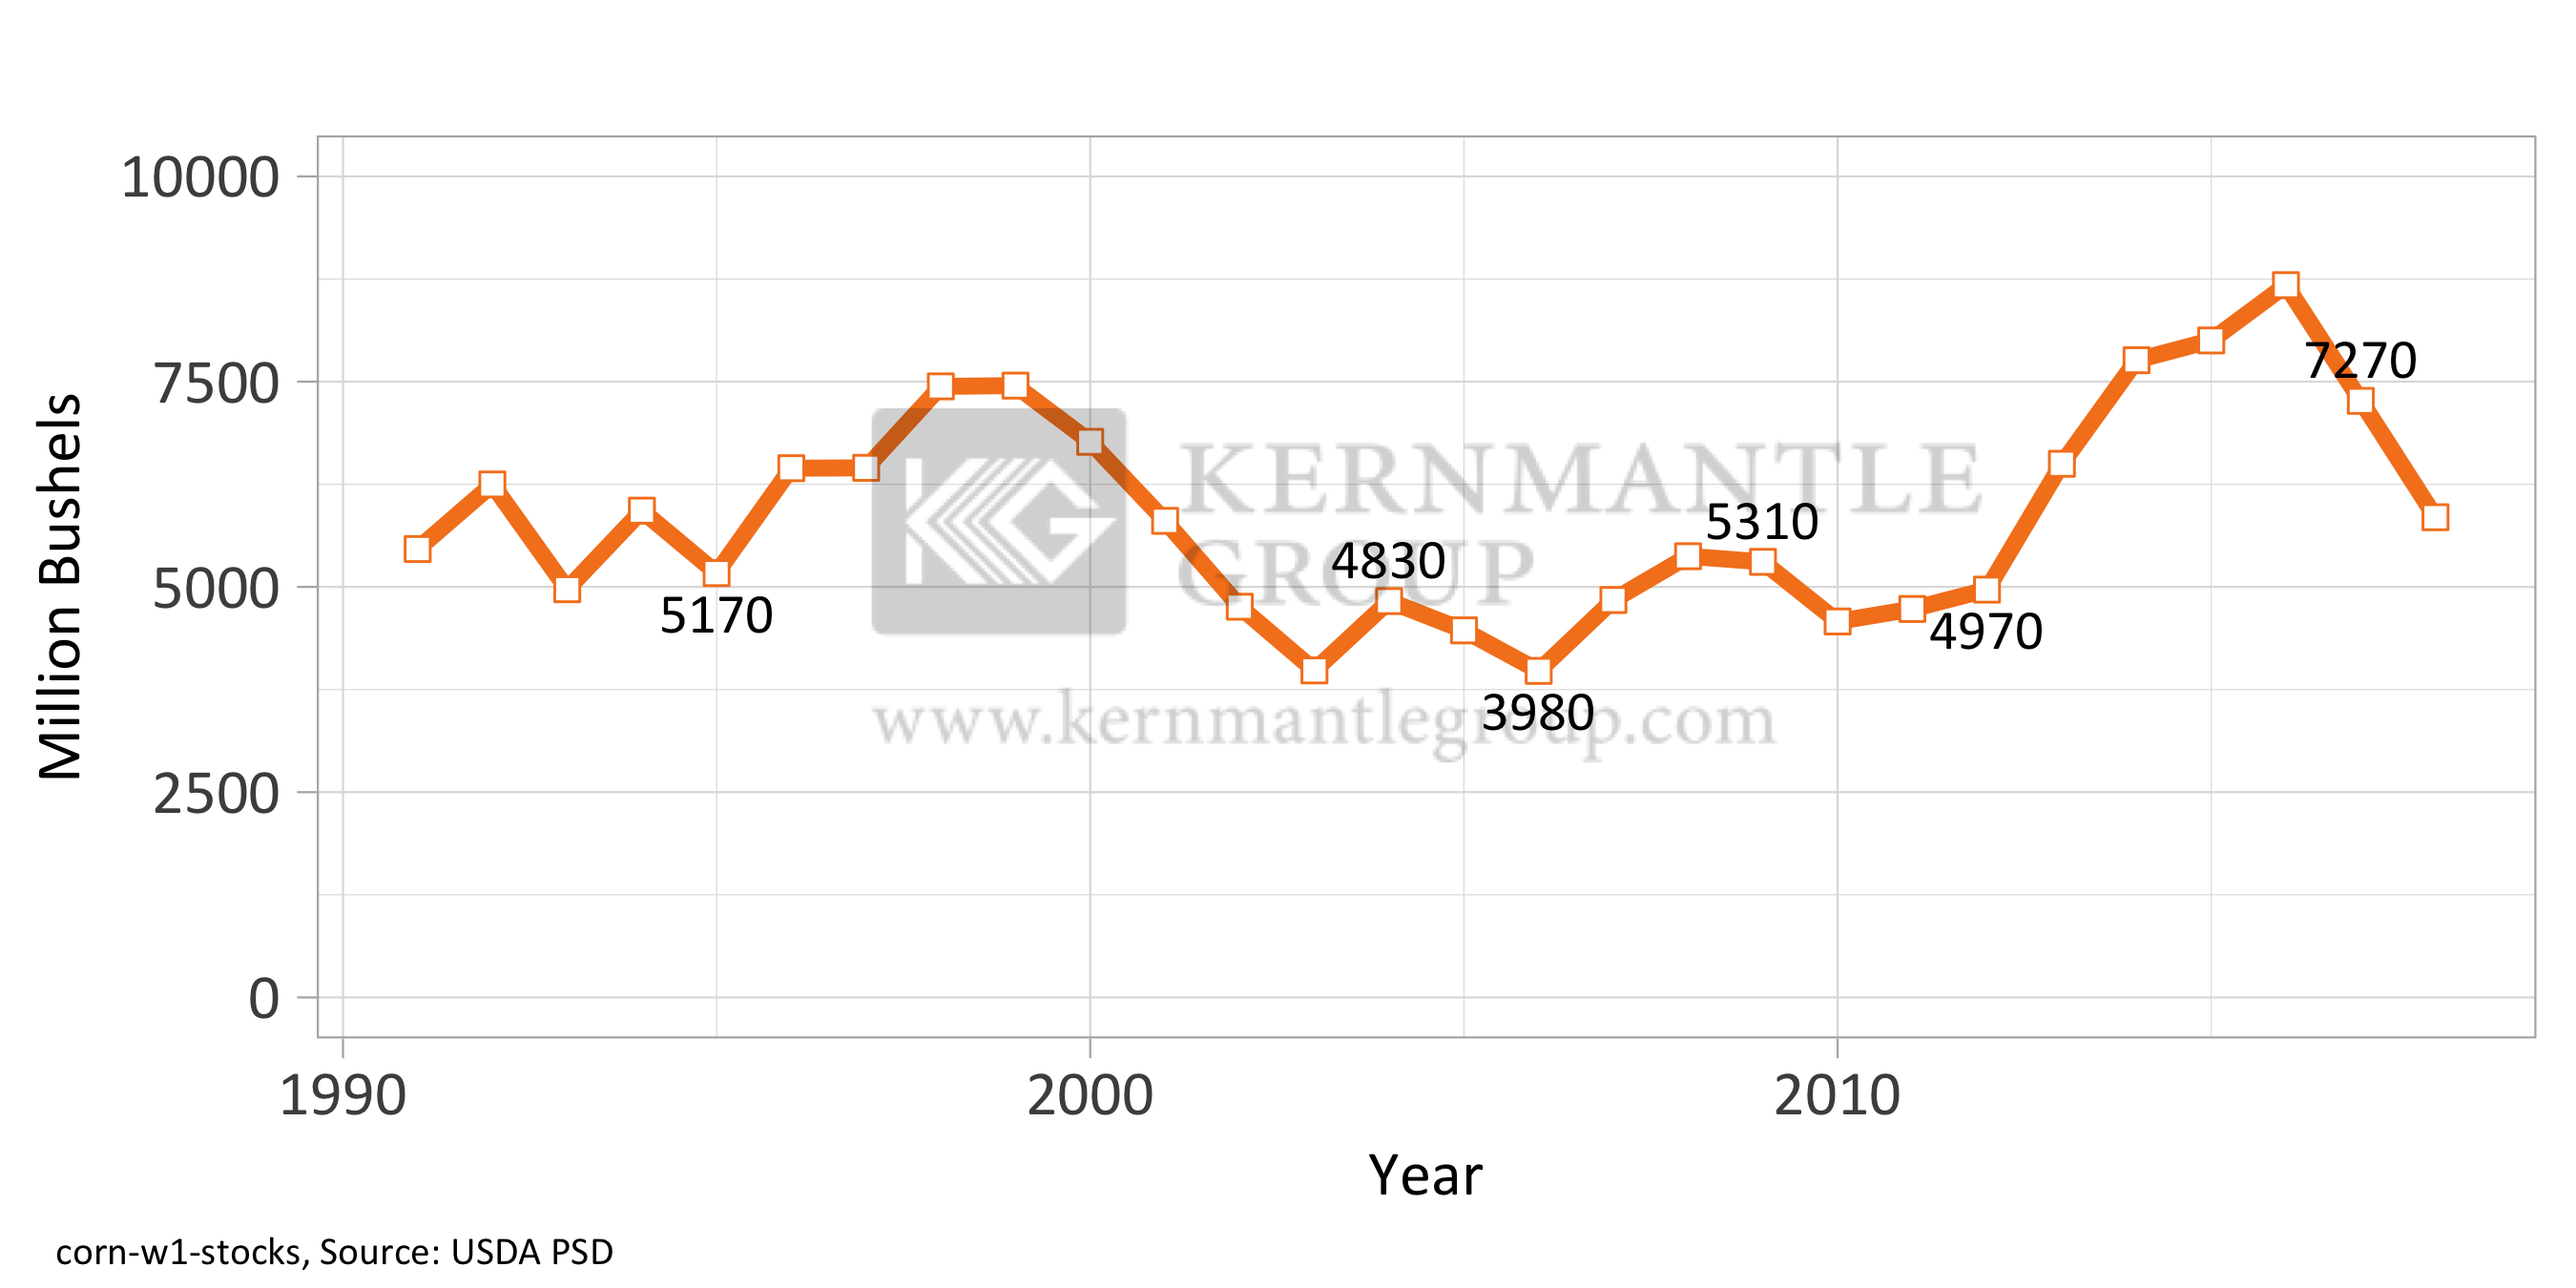 10000
7500
5000
2500
0
Million Bushels
5170
4830
3980
5310
4970
7270
KG
KERNMANTLE
GROUP
www.kernmantlegroup.com
1990
2000
2010
Year
corn-w1-stocks, Source: USDA PSD